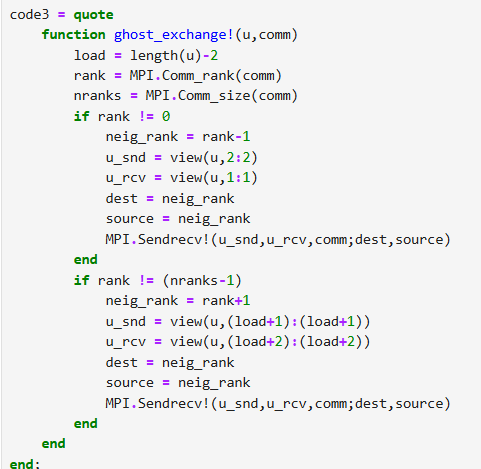 code3 = quote
    function ghost_exchange!(u,comm)
        load = length(u)-2
        rank = MPI.Comm_rank(comm)
        nranks = MPI.Comm_size(comm)
        if rank != 0
            neig_rank = rank-1
            u_snd = view(u,2:2)
            u_rcv = view(u,1:1)
            dest = neig_rank
            source = neig_rank
            MPI.Sendrecv!(u_snd,u_rcv,comm;dest,source)
        end
        if rank != (nranks-1)
            neig_rank = rank+1
            u_snd = view(u,(load+1):(load+1))
            u_rcv = view(u,(load+2):(load+2))
            dest = neig_rank
            source = neig_rank
            MPI.Sendrecv!(u_snd,u_rcv,comm;dest,source)
        end
    end
end;